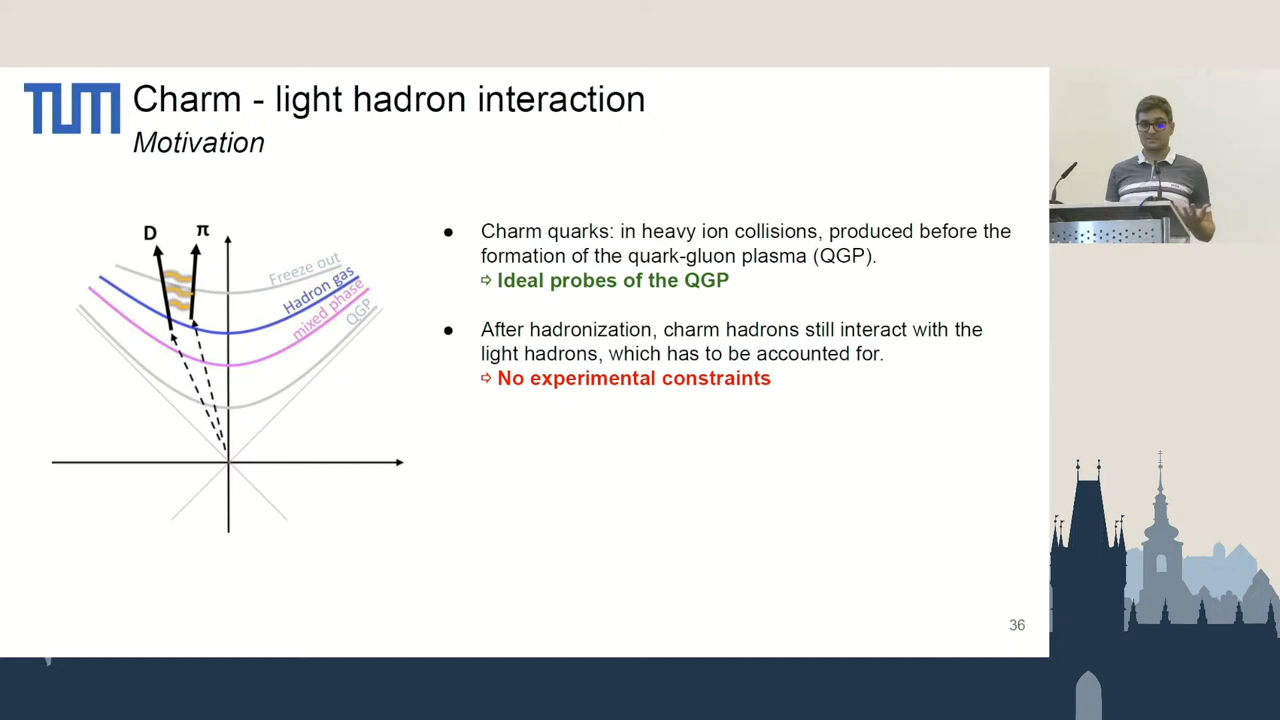 TUM
Charm - light hadron interaction
Motivation
D
π
Freeze out
Hadron gas
mixed phase
QGP
● Charm quarks: in heavy ion collisions, produced before the
formation of the quark-gluon plasma (QGP).
⇨ Ideal probes of the QGP
● After hadronization, charm hadrons still interact with the
light hadrons, which has to be accounted for.
⇨ No experimental constraints
36